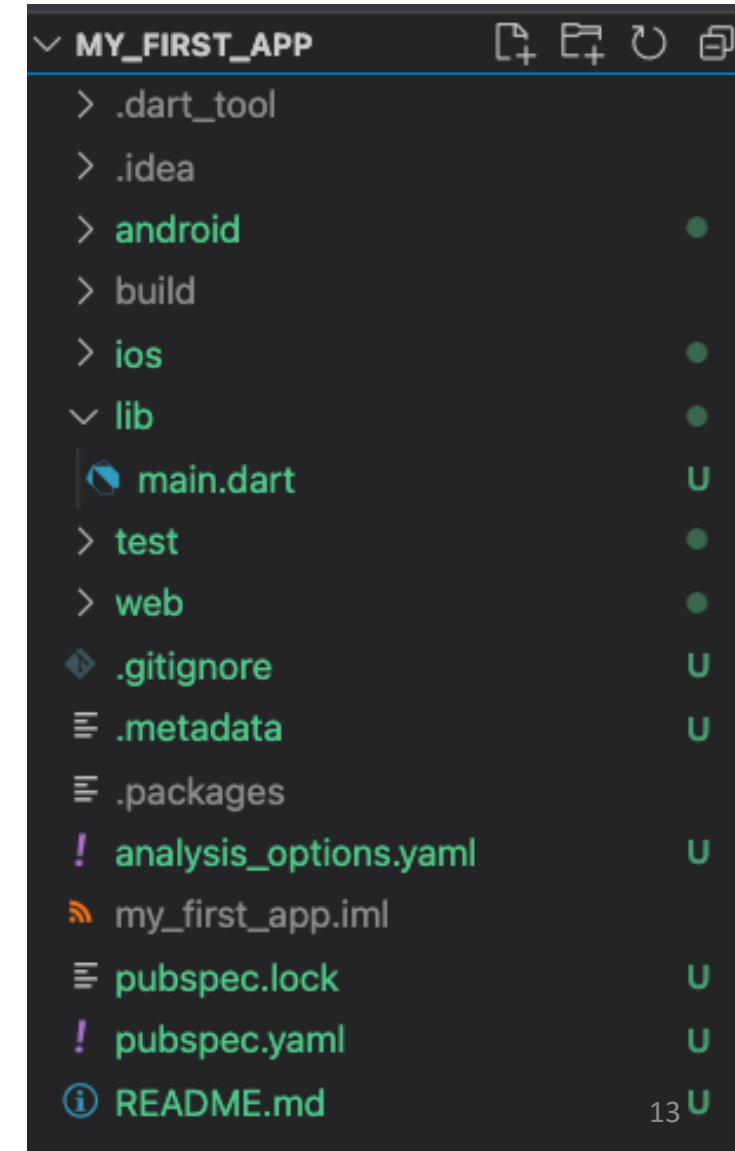 MY_FIRST_APP
.dart_tool
.idea
android
build
ios
lib
main.dart U
test
web
.gitignore U
.metadata U
.packages
! analysis_options.yaml U
my_first_app.iml
pubspec.lock U
! pubspec.yaml U
README.md 13 U